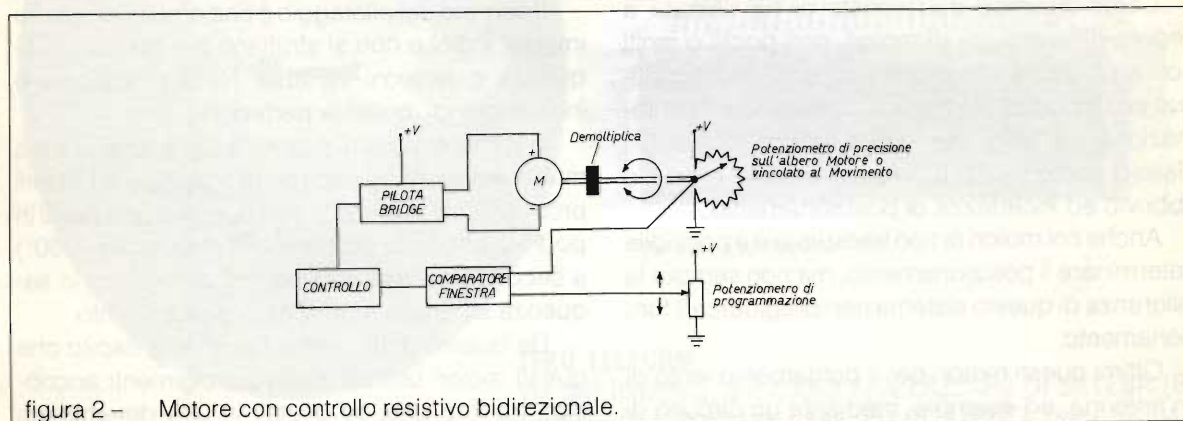 +V
Demoltiplica
+V
Potenziometro di precisione
sull'albero Motore o
vincolato al Movimento
+
M
PILOTA
BRIDGE
+V
CONTROLLO
COMPARATORE
FINESTRA
Potenziometro di
programmazione
figura 2 – Motore con controllo resistivo bidirezionale.